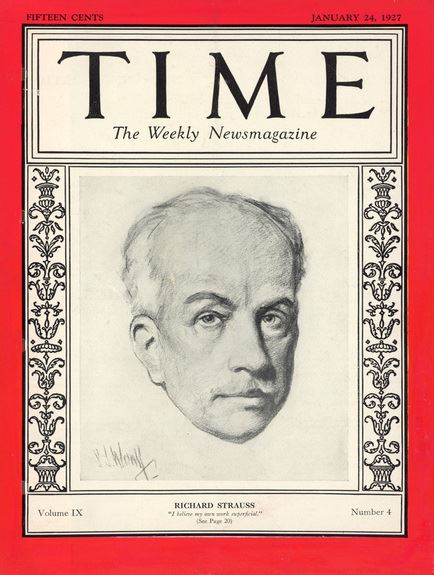 FIFTEEN CENTS JANUARY 24, 1927
TIME
The Weekly Newsmagazine
RICHARD STRAUSS
Volume IX "I believe my own work superficial." Number 4
(See Page 20)